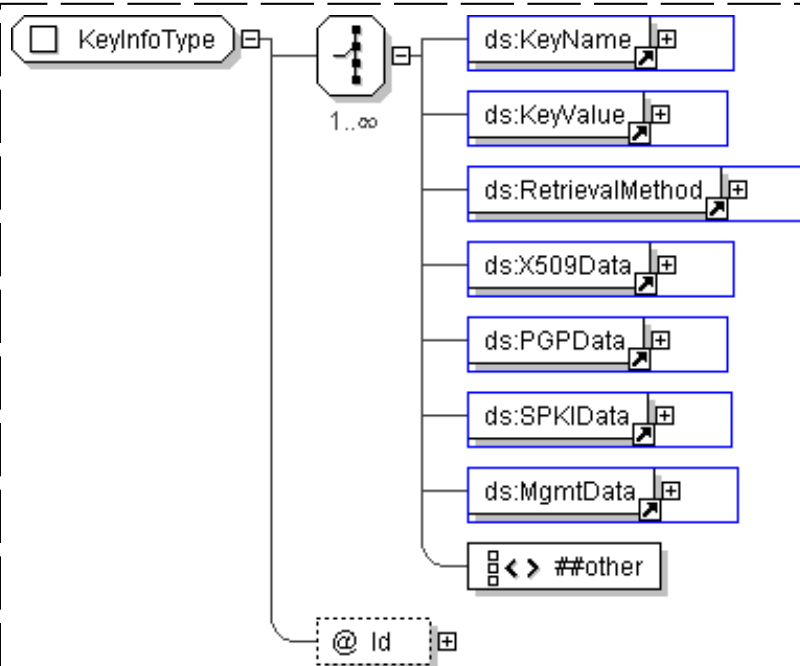 KeyInfoType
1..∞
ds:KeyName
ds:KeyValue
ds:RetrievalMethod
ds:X509Data
ds:PGPData
ds:SPKIData
ds:MgmtData
##other
@ Id